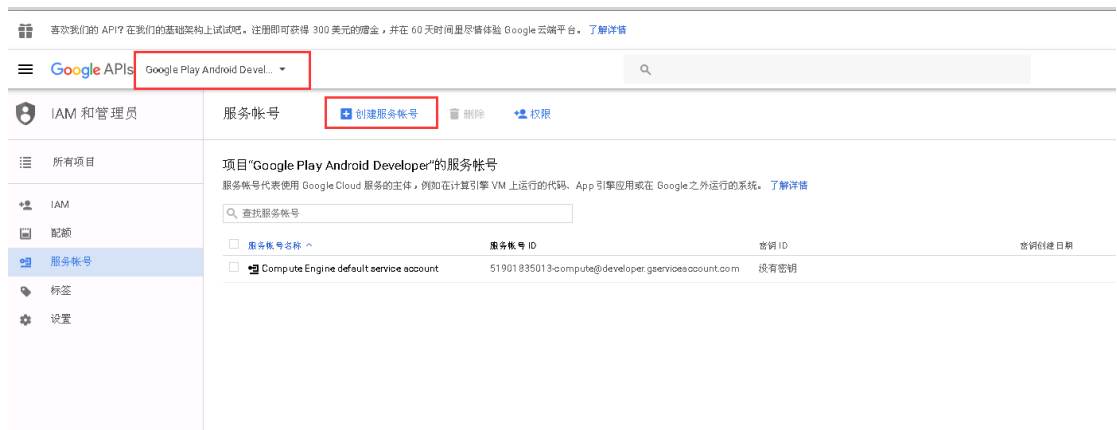 喜欢我们的 API? 在我们的基础架构上试试吧。注册即可获得 300 美元的赠金，并在 60 天时间里尽情体验 Google 云端平台。 了解详情
Google APIs Google Play Android Devel...
IAM 和管理员
服务帐号 创建服务帐号 删除 权限
所有项目
IAM
配额
服务帐号
标签
设置
项目“Google Play Android Developer”的服务帐号
服务帐号代表使用 Google Cloud 服务的主体，例如在计算引擎 VM 上运行的代码、App 引擎应用或在 Google 之外运行的系统。 了解详情
查找服务帐号
服务帐号名称 服务帐号 ID 密钥 ID 密钥创建日期
Compute Engine default service account 51901835013-compute@developer.gserviceaccount.com 没有密钥